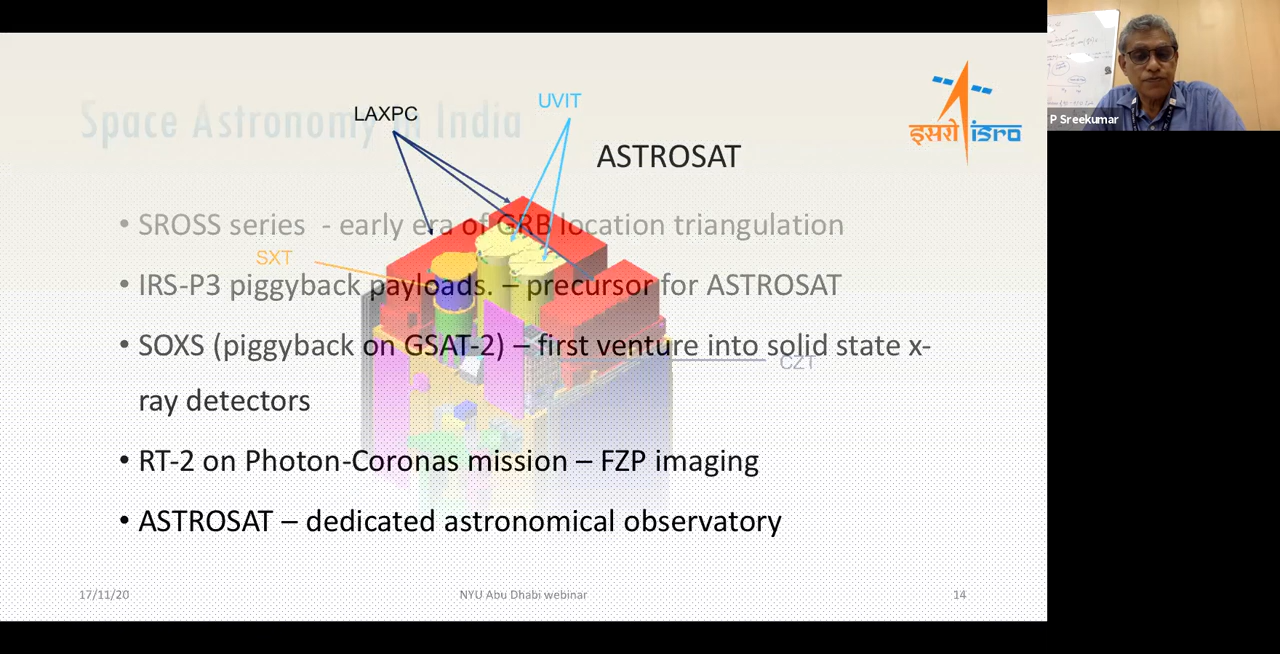 Space Astronomy in India
LAXPC
UVIT
ASTROSAT
इसरो isro
P Sreekumar
• SROSS series - early era of GRB location triangulation
SXT
• IRS-P3 piggyback payloads. – precursor for ASTROSAT
• SOXS (piggyback on GSAT-2) – first venture into solid state x-
CZT
ray detectors
• RT-2 on Photon-Coronas mission – FZP imaging
• ASTROSAT – dedicated astronomical observatory
17/11/20
NYU Abu Dhabi webinar
14